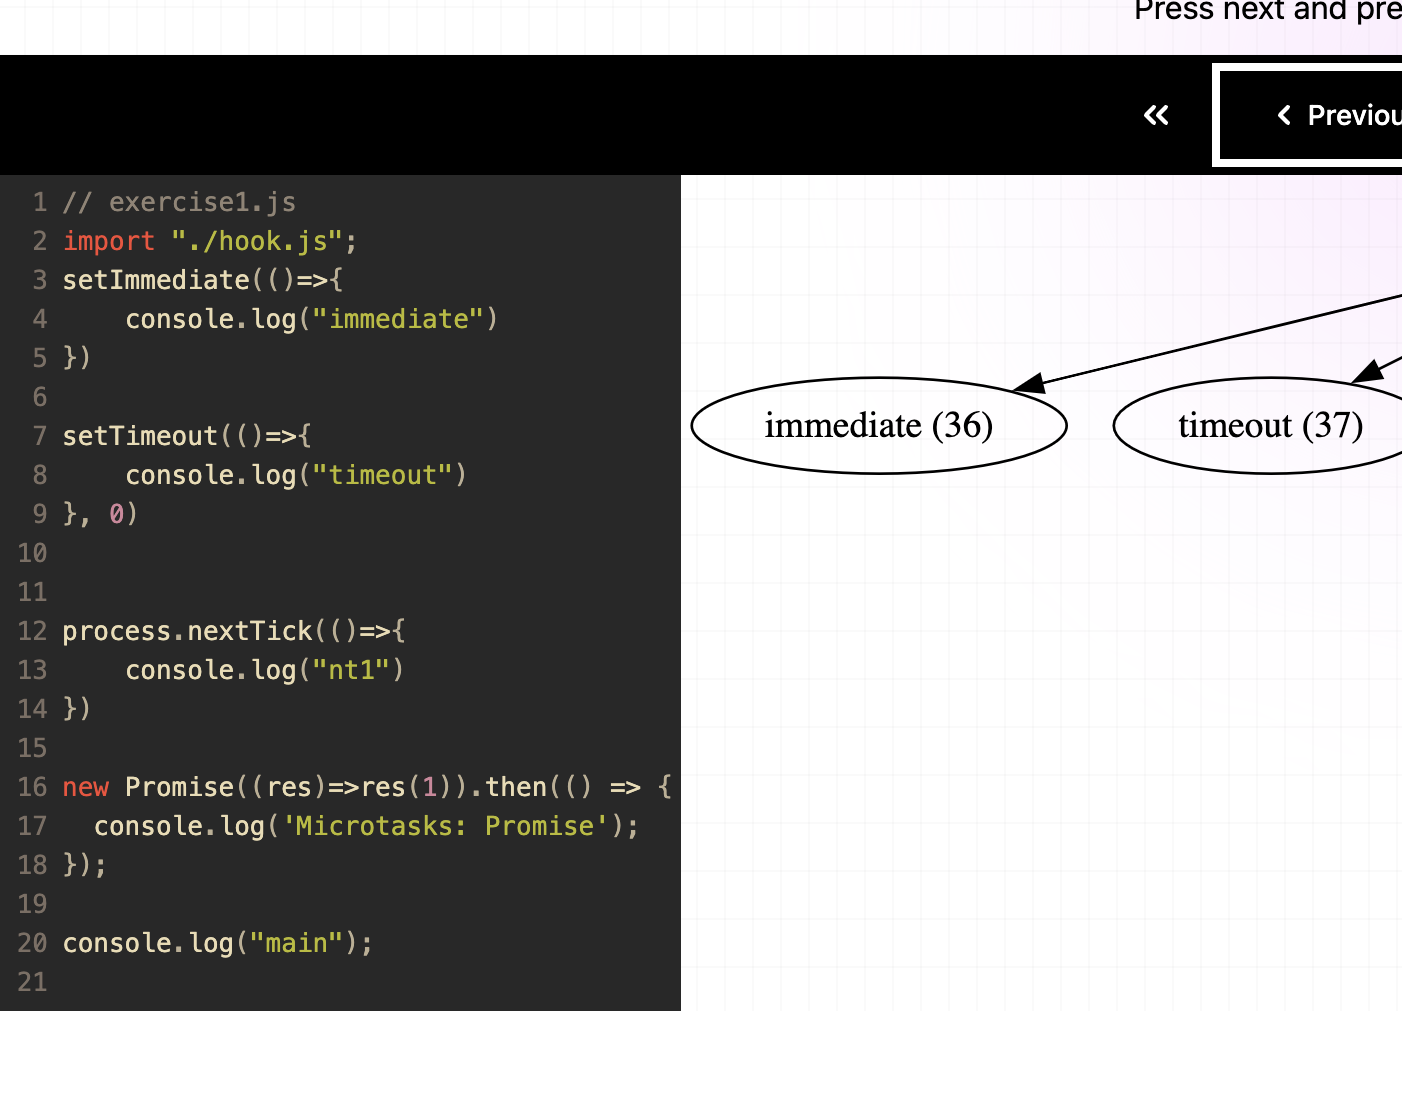 Press next and pre
Previou
1 // exercise1.js
2 import "./hook.js";
3 setImmediate(()=>{
4     console.log("immediate")
5 })
6
7 setTimeout(()=>{
8     console.log("timeout")
9 }, 0)
10
11
12 process.nextTick(()=>{
13     console.log("nt1")
14 })
15
16 new Promise((res)=>res(1)).then(() => {
17   console.log('Microtasks: Promise');
18 });
19
20 console.log("main");
21
immediate (36)
timeout (37)